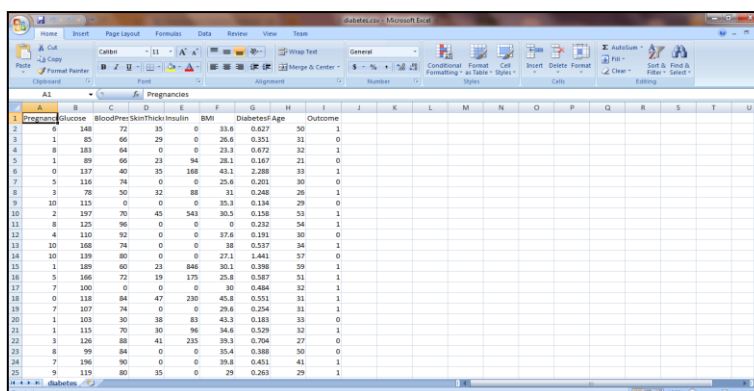 diabetes.csv - Microsoft Excel
Home Insert Page Layout Formulas Data Review View Team
Cut
Copy
Format Painter
Paste
Clipboard
Calibri 11
Font
Wrap Text
Merge & Center
Alignment
General
Number
Conditional Formatting
Format as Table
Cell Styles
Styles
Insert Delete Format
Cells
AutoSum
Fill
Clear
Sort & Filter
Find & Select
Editing
A1 fx Pregnancies
A B C D E F G H I J K L M N O P Q R S T U
1 Pregnanci Glucose BloodPres SkinThickn Insulin BMI DiabetesP Age Outcome
2 6 148 72 35 0 33.6 0.627 50 1
3 1 85 66 29 0 26.6 0.351 31 0
4 8 183 64 0 0 23.3 0.672 32 1
5 1 89 66 23 94 28.1 0.167 21 0
6 0 137 40 35 168 43.1 2.288 33 1
7 5 116 74 0 0 25.6 0.201 30 0
8 3 78 50 32 88 31 0.248 26 1
9 10 115 0 0 0 35.3 0.134 29 0
10 2 197 70 45 543 30.5 0.158 53 1
11 8 125 96 0 0 0 0.232 54 1
12 4 110 92 0 0 37.6 0.191 30 0
13 10 168 74 0 0 38 0.537 34 1
14 10 139 80 0 0 27.1 1.441 57 0
15 1 189 60 23 846 30.1 0.398 59 1
16 5 166 72 19 175 25.8 0.587 51 1
17 7 100 0 0 0 30 0.484 32 1
18 0 118 84 47 230 45.8 0.551 31 1
19 7 107 74 0 0 29.6 0.254 31 1
20 1 103 30 38 83 43.3 0.183 33 0
21 1 115 70 30 96 34.6 0.529 32 1
22 3 126 88 41 235 39.3 0.704 27 0
23 8 99 84 0 0 35.4 0.388 50 0
24 7 196 90 0 0 39.8 0.451 41 1
25 9 119 80 35 0 29 0.263 29 1
diabetes